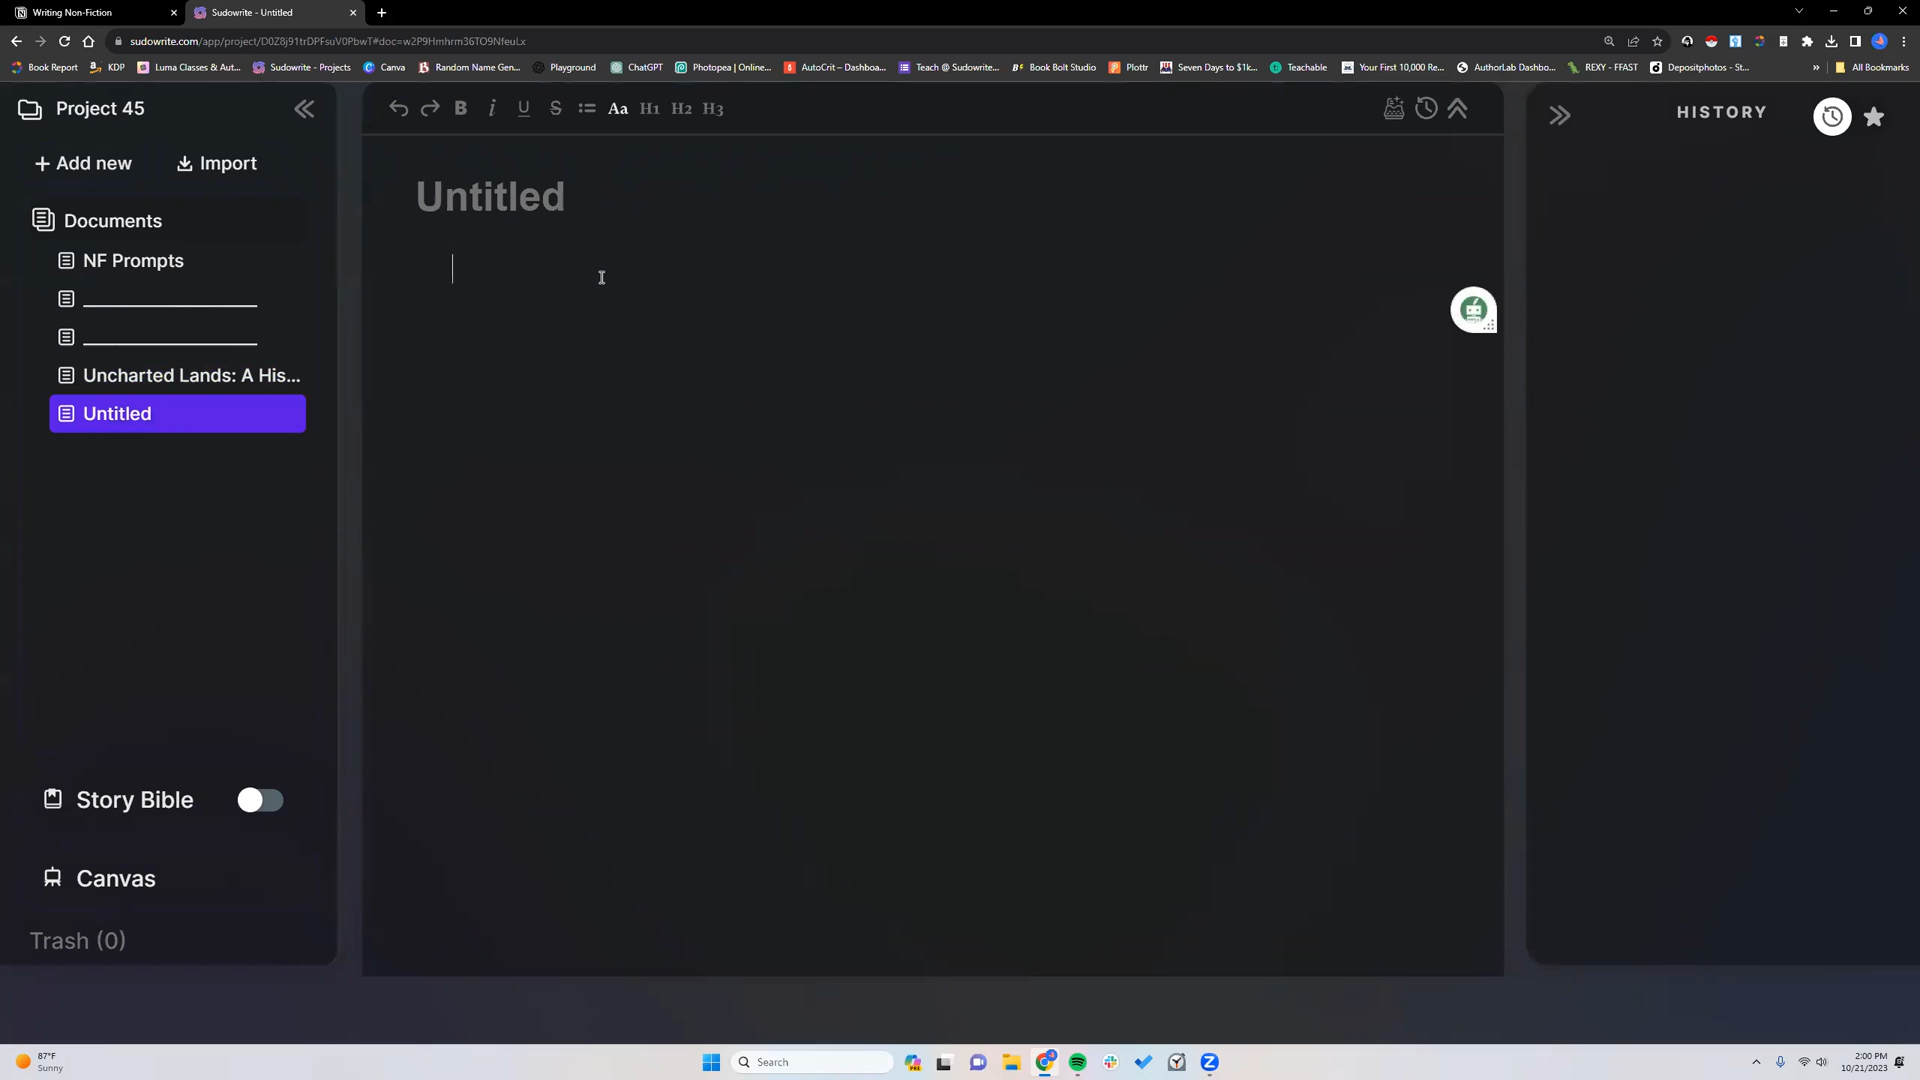 Writing Non-Fiction
Sudowrite - Untitled
sudowrite.com/app/project/D0Z8j91trDPFsuV0PbwT#doc=w2P9Hmhrm36TO9NfeuLx
Book Report
KDP
Luma Classes & Aut...
Sudowrite - Projects
Canva
Random Name Gen...
Playground
ChatGPT
Photopea | Online...
AutoCrit – Dashboa...
Teach @ Sudowrite...
Book Bolt Studio
Plottr
Seven Days to $1k...
Teachable
Your First 10,000 Re...
AuthorLab Dashbo...
REXY - FFAST
Depositphotos - St...
»
All Bookmarks
Project 45
B i U S Aa H1 H2 H3
HISTORY
+ Add new
Import
Untitled
Documents
NF Prompts
________________
________________
Uncharted Lands: A His...
Untitled
Story Bible
Canvas
Trash (0)
87°F
Sunny
Search
2:00 PM
10/21/2023